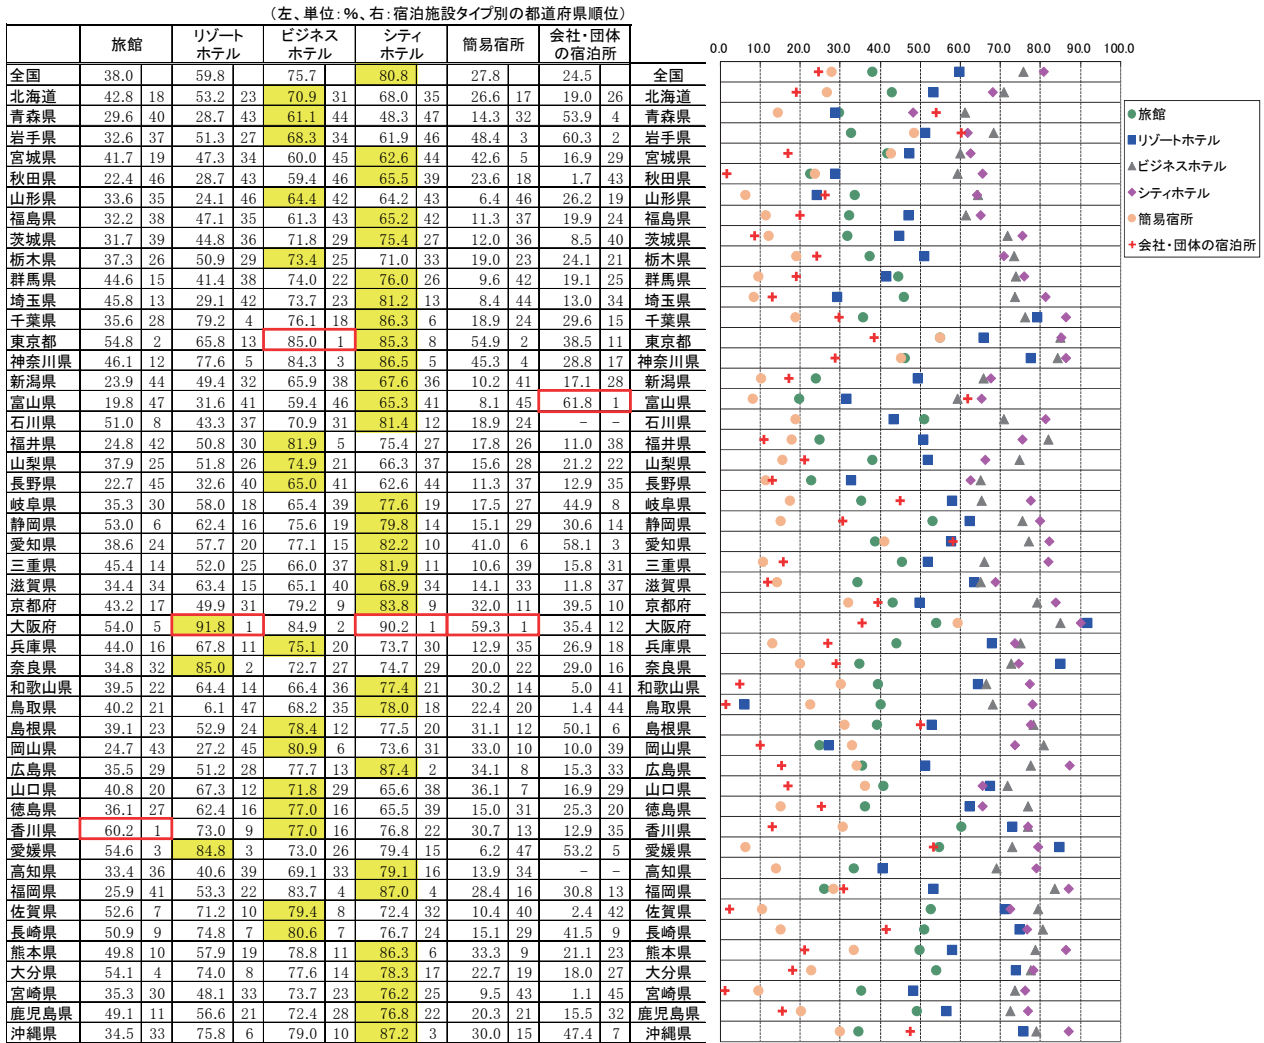 (左、単位：％、右：宿泊施設タイプ別の都道府県順位)
旅館 リゾートホテル ビジネスホテル シティホテル 簡易宿所 会社・団体の宿泊所
0.0 10.0 20.0 30.0 40.0 50.0 60.0 70.0 80.0 90.0 100.0
全国 38.0 59.8 75.7 80.8 27.8 24.5 全国
北海道 42.8 18 53.2 23 70.9 31 68.0 35 26.6 17 19.0 26 北海道
青森県 29.6 40 28.7 43 61.1 44 48.3 47 14.3 32 53.9 4 青森県
岩手県 32.6 37 51.3 27 68.3 34 61.9 46 48.4 3 60.3 2 岩手県
宮城県 41.7 19 47.3 34 60.0 45 62.6 44 42.6 5 16.9 29 宮城県
秋田県 22.4 46 28.7 43 59.4 46 65.5 39 23.6 18 1.7 43 秋田県
山形県 33.6 35 24.1 46 64.4 42 64.2 43 6.4 46 26.2 19 山形県
福島県 32.2 38 47.1 35 61.3 43 65.2 42 11.3 37 19.9 24 福島県
茨城県 31.7 39 44.8 36 71.8 29 75.4 27 12.0 36 8.5 40 茨城県
栃木県 37.3 26 50.9 29 73.4 25 71.0 33 19.0 23 24.1 21 栃木県
群馬県 44.6 15 41.4 38 74.0 22 76.0 26 9.6 42 19.1 25 群馬県
埼玉県 45.8 13 29.1 42 73.7 23 81.2 13 8.4 44 13.0 34 埼玉県
千葉県 35.6 28 79.2 4 76.1 18 86.3 6 18.9 24 29.6 15 千葉県
東京都 54.8 2 65.8 13 85.0 1 85.3 8 54.9 2 38.5 11 東京都
神奈川県 46.1 12 77.6 5 84.3 3 86.5 5 45.3 4 28.8 17 神奈川県
新潟県 23.9 44 49.4 32 65.9 38 67.6 36 10.2 41 17.1 28 新潟県
富山県 19.8 47 31.6 41 59.4 46 65.3 41 8.1 45 61.8 1 富山県
石川県 51.0 8 43.3 37 70.9 31 81.4 12 18.9 24 － － 石川県
福井県 24.8 42 50.8 30 81.9 5 75.4 27 17.8 26 11.0 38 福井県
山梨県 37.9 25 51.8 26 74.9 21 66.3 37 15.6 28 21.2 22 山梨県
長野県 22.7 45 32.6 40 65.0 41 62.6 44 11.3 37 12.9 35 長野県
岐阜県 35.3 30 58.0 18 65.4 39 77.6 19 17.5 27 44.9 8 岐阜県
静岡県 53.0 6 62.4 16 75.6 19 79.8 14 15.1 29 30.6 14 静岡県
愛知県 38.6 24 57.7 20 77.1 15 82.2 10 41.0 6 58.1 3 愛知県
三重県 45.4 14 52.0 25 66.0 37 81.9 11 10.6 39 15.8 31 三重県
滋賀県 34.4 34 63.4 15 65.1 40 68.9 34 14.1 33 11.8 37 滋賀県
京都府 43.2 17 49.9 31 79.2 9 83.8 9 32.0 11 39.5 10 京都府
大阪府 54.0 5 91.8 1 84.9 2 90.2 1 59.3 1 35.4 12 大阪府
兵庫県 44.0 16 67.8 11 75.1 20 73.7 30 12.9 35 26.9 18 兵庫県
奈良県 34.8 32 85.0 2 72.7 27 74.7 29 20.0 22 29.0 16 奈良県
和歌山県 39.5 22 64.4 14 66.4 36 77.4 21 30.2 14 5.0 41 和歌山県
鳥取県 40.2 21 6.1 47 68.2 35 78.0 18 22.4 20 1.4 44 鳥取県
島根県 39.1 23 52.9 24 78.4 12 77.5 20 31.1 12 50.1 6 島根県
岡山県 24.7 43 27.2 45 80.9 6 73.6 31 33.0 10 10.0 39 岡山県
広島県 35.5 29 51.2 28 77.7 13 87.4 2 34.1 8 15.3 33 広島県
山口県 40.8 20 67.3 12 71.8 29 65.6 38 36.1 7 16.9 29 山口県
徳島県 36.1 27 62.4 16 77.0 16 65.5 39 15.0 31 25.3 20 徳島県
香川県 60.2 1 73.0 9 77.0 16 76.8 22 30.7 13 12.9 35 香川県
愛媛県 54.6 3 84.8 3 73.0 26 79.4 15 6.2 47 53.2 5 愛媛県
高知県 33.4 36 40.6 39 69.1 33 79.1 16 13.9 34 － － 高知県
福岡県 25.9 41 53.3 22 83.7 4 87.0 4 28.4 16 30.8 13 福岡県
佐賀県 52.6 7 71.2 10 79.4 8 72.4 32 10.4 40 2.4 42 佐賀県
長崎県 50.9 9 74.8 7 80.6 7 76.7 24 15.1 29 41.5 9 長崎県
熊本県 49.8 10 57.9 19 78.8 11 86.3 6 33.3 9 21.1 23 熊本県
大分県 54.1 4 74.0 8 77.6 14 78.3 17 22.7 19 18.0 27 大分県
宮崎県 35.3 30 48.1 33 73.7 23 76.2 25 9.5 43 1.1 45 宮崎県
鹿児島県 49.1 11 56.6 21 72.4 28 76.8 22 20.3 21 15.5 32 鹿児島県
沖縄県 34.5 33 75.8 6 79.0 10 87.2 3 30.0 15 47.4 7 沖縄県
旅館
リゾートホテル
ビジネスホテル
シティホテル
簡易宿所
会社・団体の宿泊所